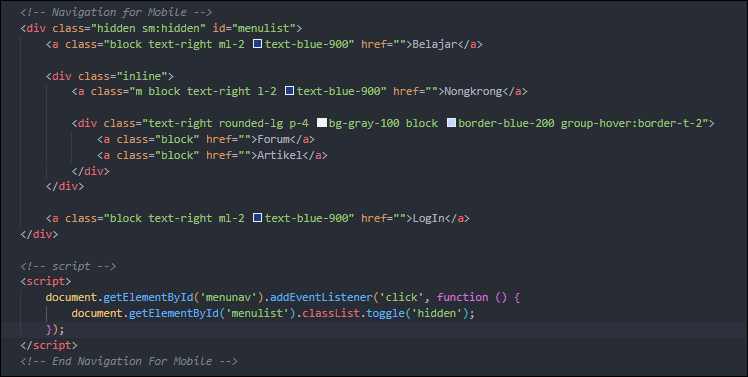 <!-- Navigation for Mobile -->
<div class="hidden sm:hidden" id="menulist">
<a class="block text-right ml-2 text-blue-900" href="">Belajar</a>
<div class="inline">
<a class="m block text-right l-2 text-blue-900" href="">Nongkrong</a>
<div class="text-right rounded-lg p-4 bg-gray-100 block border-blue-200 group-hover:border-t-2">
<a class="block" href="">Forum</a>
<a class="block" href="">Artikel</a>
</div>
</div>
<a class="block text-right ml-2 text-blue-900" href="">LogIn</a>
</div>
<!-- script -->
<script>
document.getElementById('menunav').addEventListener('click', function () {
document.getElementById('menulist').classList.toggle('hidden');
});
</script>
<!-- End Navigation For Mobile -->